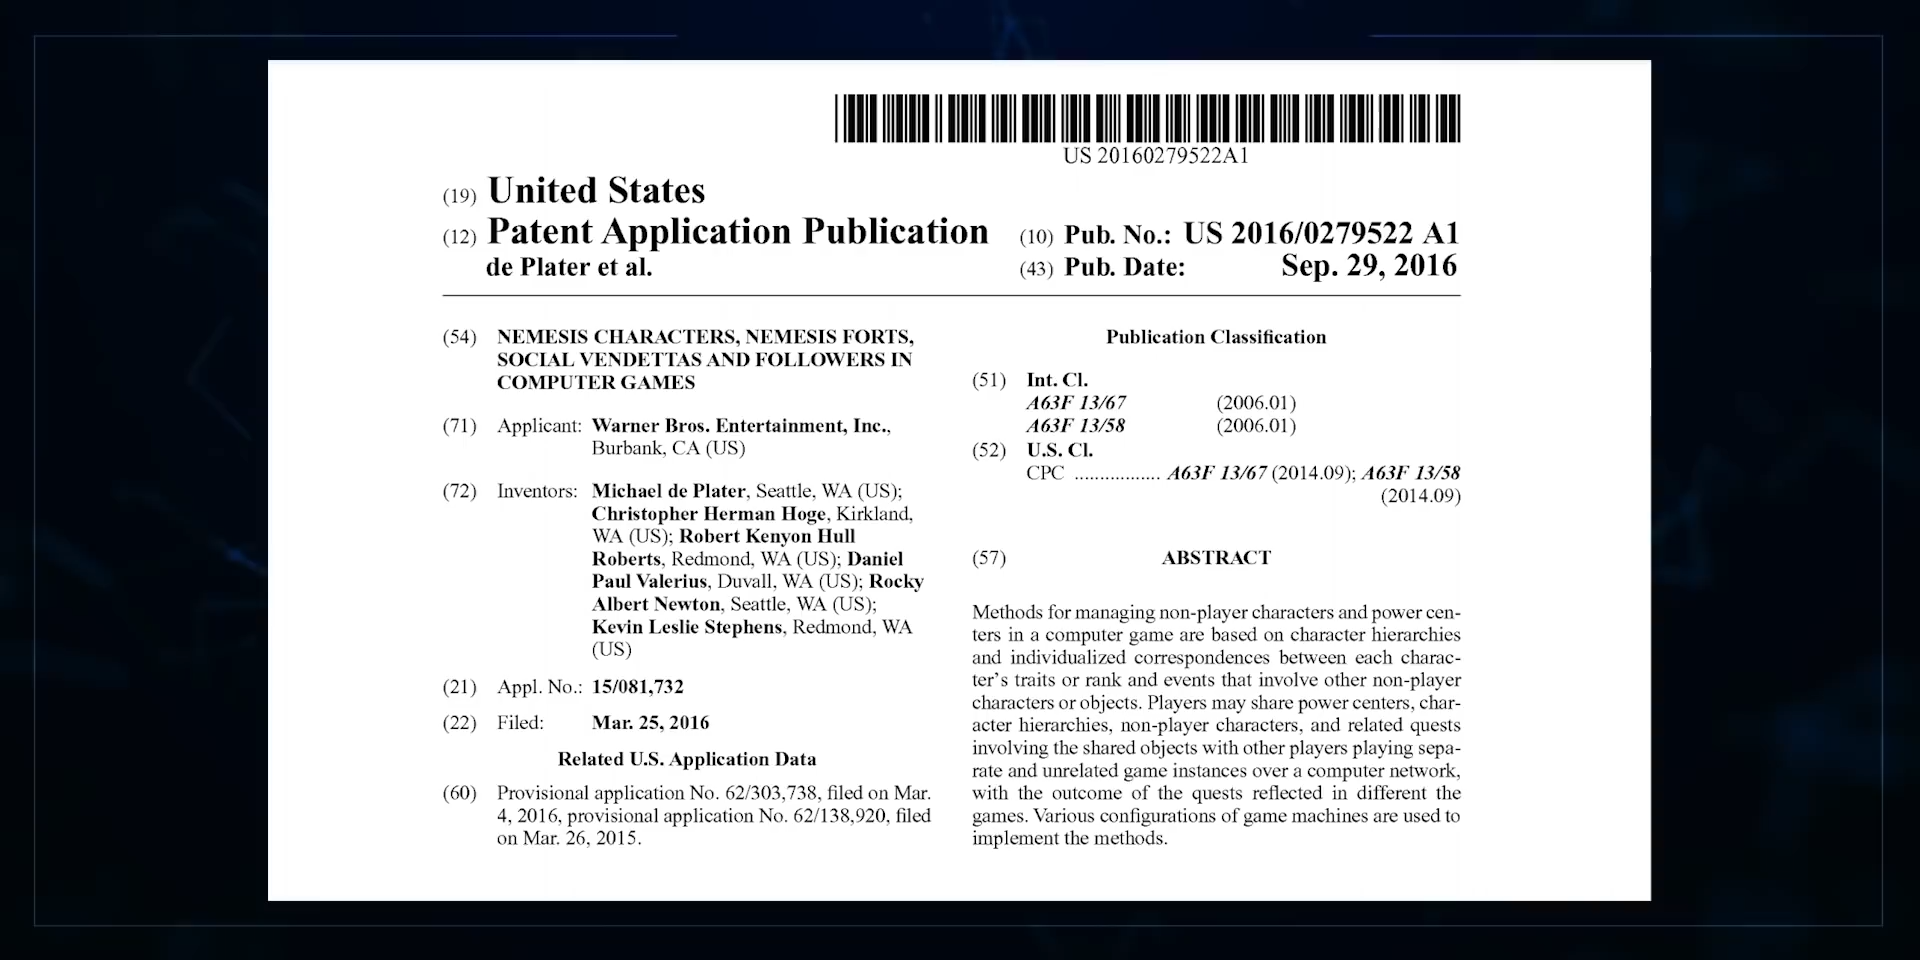 US 20160279522A1
(19) United States
(12) Patent Application Publication
de Plater et al.
(10) Pub. No.: US 2016/0279522 A1
(43) Pub. Date: Sep. 29, 2016
(54) NEMESIS CHARACTERS, NEMESIS FORTS,
SOCIAL VENDETTAS AND FOLLOWERS IN
COMPUTER GAMES
(71) Applicant: Warner Bros. Entertainment, Inc.,
Burbank, CA (US)
(72) Inventors: Michael de Plater, Seattle, WA (US);
Christopher Herman Hoge, Kirkland,
WA (US); Robert Kenyon Hull
Roberts, Redmond, WA (US); Daniel
Paul Valerius, Duvall, WA (US); Rocky
Albert Newton, Seattle, WA (US);
Kevin Leslie Stephens, Redmond, WA
(US)
(21) Appl. No.: 15/081,732
(22) Filed: Mar. 25, 2016
Related U.S. Application Data
(60) Provisional application No. 62/303,738, filed on Mar.
4, 2016, provisional application No. 62/138,920, filed
on Mar. 26, 2015.
Publication Classification
(51) Int. Cl.
A63F 13/67 (2006.01)
A63F 13/58 (2006.01)
(52) U.S. Cl.
CPC ................. A63F 13/67 (2014.09); A63F 13/58
(2014.09)
(57) ABSTRACT
Methods for managing non-player characters and power cen-
ters in a computer game are based on character hierarchies
and individualized correspondences between each charac-
ter's traits or rank and events that involve other non-player
characters or objects. Players may share power centers, char-
acter hierarchies, non-player characters, and related quests
involving the shared objects with other players playing sepa-
rate and unrelated game instances over a computer network,
with the outcome of the quests reflected in different the
games. Various configurations of game machines are used to
implement the methods.